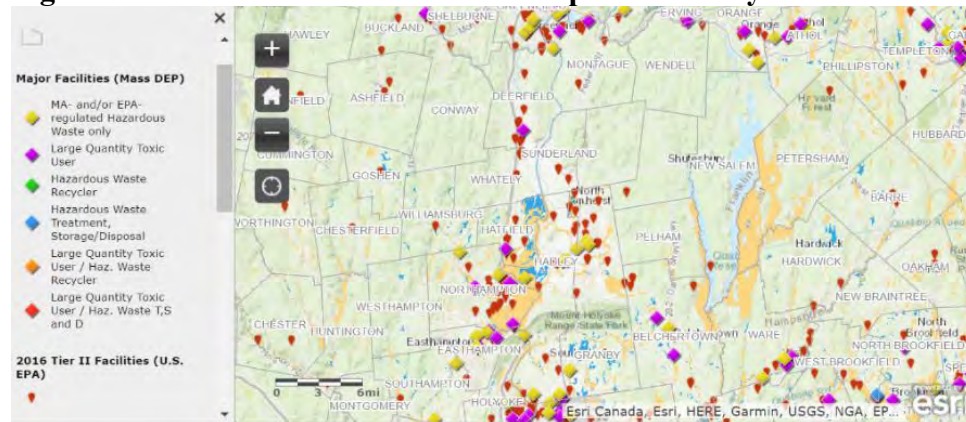 Major Facilities (Mass DEP)
MA- and/or EPA-
regulated Hazardous
Waste only
Large Quantity Toxic
User
Hazardous Waste
Recycler
Hazardous Waste
Treatment,
Storage/Disposal
Large Quantity Toxic
User / Haz. Waste
Recycler
Large Quantity Toxic
User / Haz. Waste T,S
and D
2016 Tier II Facilities (U.S.
EPA)
HAWLEY
BUCKLAND
SHELBURNE
ERVING
ORANGE
Orange
ATHOL
TEMPLETON
PHILLIPSTON
MONTAGUE
WENDELL
ASHFIELD
DEERFIELD
CONWAY
HUBBARD
CUMMINGTON
GOSHEN
WHATELY
SUNDERLAND
Shutesbury
NEW SALEM
PETERSHAM
North
BARRE
WORTHINGTON
CHESTERFIELD
WILLIAMSBURG
HATFIELD
PELHAM
Hardwick
HARDWICK
HADLEY
OAKHAM
NORTHAMPTON
WESTHAMPTON
NEW BRAINTREE
CHESTER
HUNTINGTON
Mount Holyoke
Range State Park
Easthampton
EASTHAMPTON
BELCHERTOWN
WARE
North
Brookfield
NORTH BROOKFIELD
GRANBY
WEST BROOKFIELD
SOUTHAMPTON
MONTGOMERY
HOLYOKE
0 3 6mi
Esri Canada, Esri, HERE, Garmin, USGS, NGA, EP...
esri